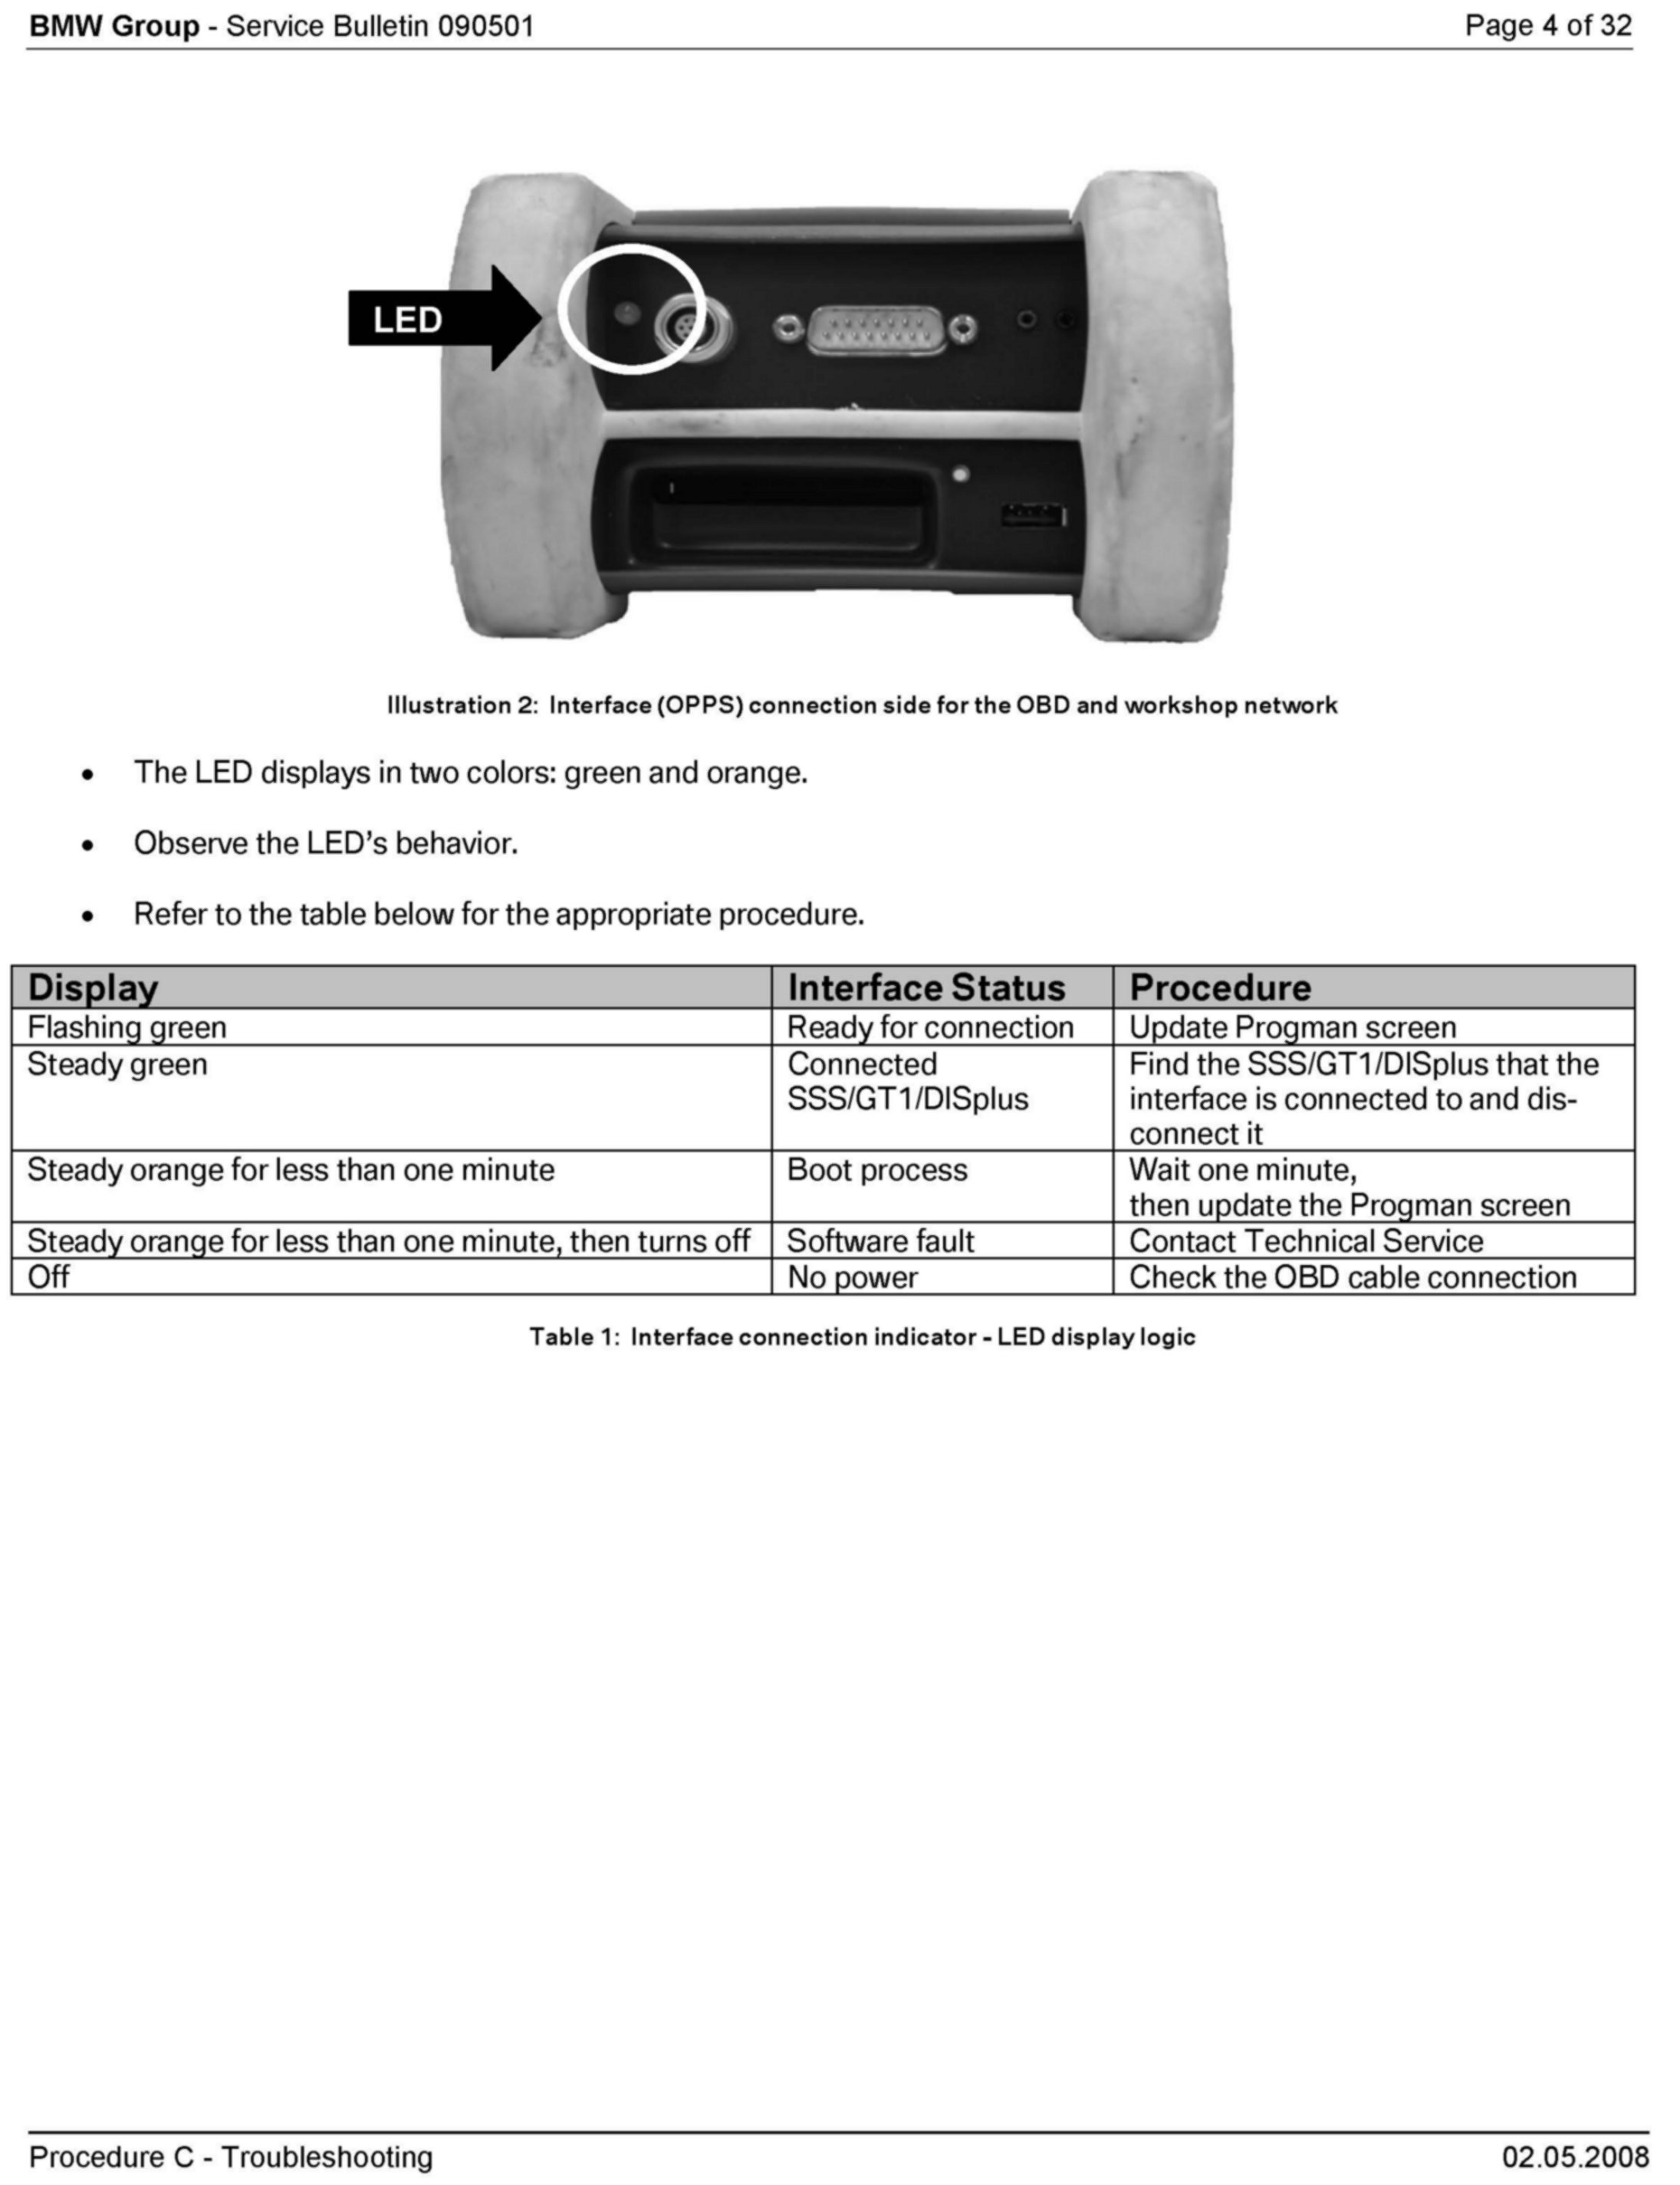 BMW Group - Service Bulletin 090501 Page 4 of 32
LED
Illustration 2: Interface (OPPS) connection side for the OBD and workshop network
• The LED displays in two colors: green and orange.
• Observe the LED’s behavior.
• Refer to the table below for the appropriate procedure.
Display Interface Status Procedure
Flashing green Ready for connection Update Progman screen
Steady green Connected Find the SSS/GT1/DISplus that the
SSS/GT1/DISplus interface is connected to and dis-
connect it
Steady orange for less than one minute Boot process Wait one minute,
then update the Progman screen
Steady orange for less than one minute, then turns off Software fault Contact Technical Service
Off No power Check the OBD cable connection
Table 1: Interface connection indicator - LED display logic
Procedure C - Troubleshooting 02.05.2008